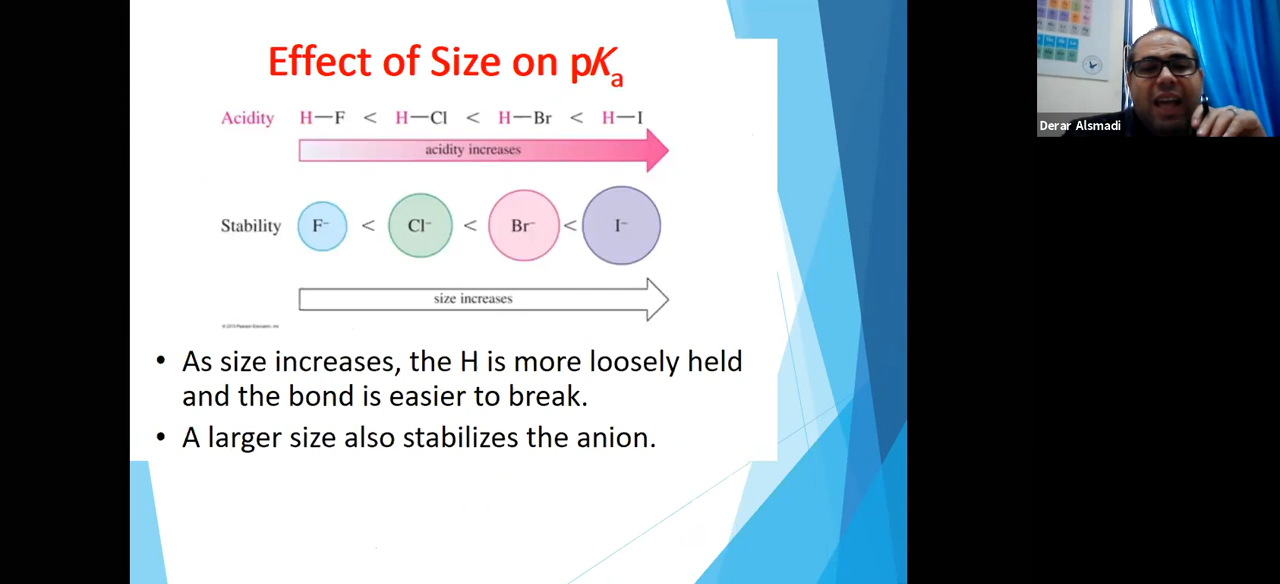 Effect of Size on pKa
Acidity H—F < H—Cl < H—Br < H—I
acidity increases
Stability F⁻ < Cl⁻ < Br⁻ < I⁻
size increases
• As size increases, the H is more loosely held
and the bond is easier to break.
• A larger size also stabilizes the anion.
Derar Alsmadi